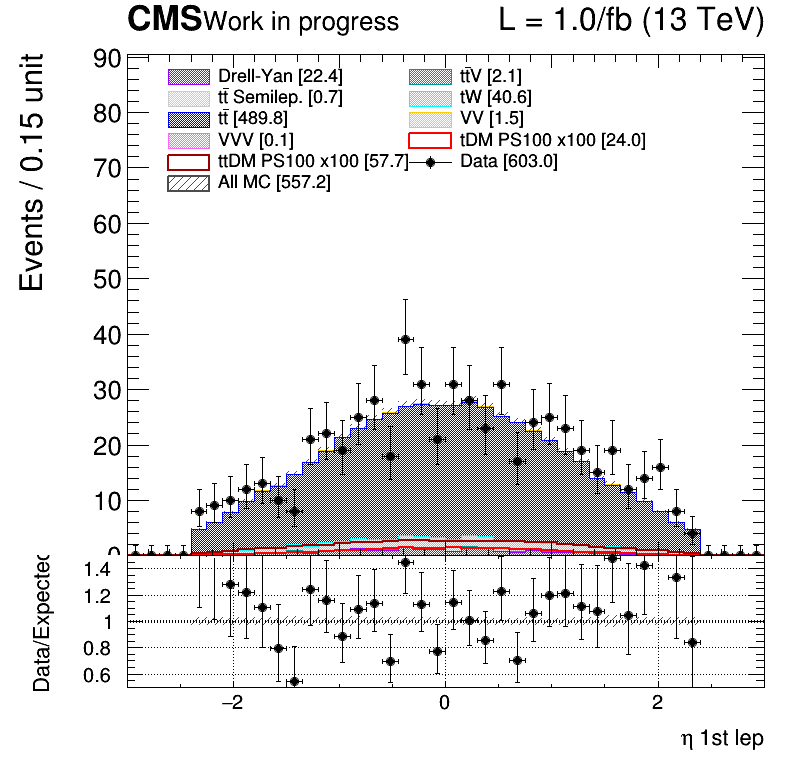 CMS Work in progress L = 1.0/fb (13 TeV)
Events / 0.15 unit
90
80
70
60
50
40
30
20
10
0
Drell-Yan [22.4] tt̄V [2.1]
tt̄ Semilep. [0.7] tW [40.6]
tt̄ [489.8] VV [1.5]
VVV [0.1] tDM PS100 x100 [24.0]
ttDM PS100 x100 [57.7] Data [603.0]
All MC [557.2]
Data/Expected
1.4
1.2
1
0.8
0.6
−2 0 2
η 1st lep